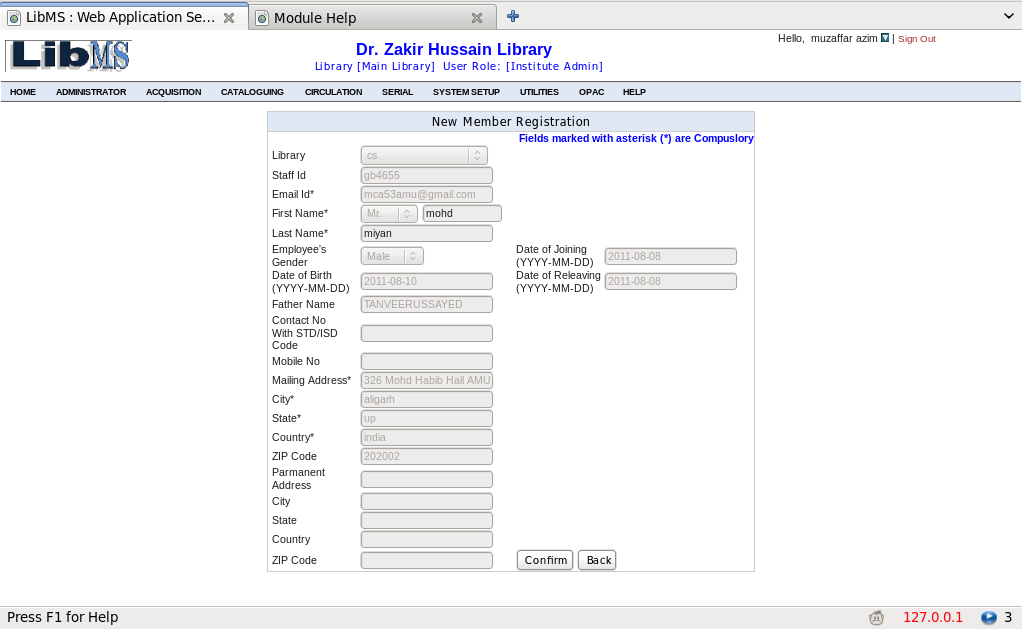 LibMS : Web Application Se...
Module Help
LibMS
Dr. Zakir Hussain Library
Library [Main Library] User Role: [Institute Admin]
Hello, muzaffar azim | Sign Out
HOME ADMINISTRATOR ACQUISITION CATALOGUING CIRCULATION SERIAL SYSTEM SETUP UTILITIES OPAC HELP
New Member Registration
Fields marked with asterisk (*) are Compuslory
Library cs
Staff Id gb4655
Email Id* mca53amu@gmail.com
First Name* Mr. mohd
Last Name* miyan
Employee's
Gender Male
Date of Joining
(YYYY-MM-DD) 2011-08-08
Date of Birth
(YYYY-MM-DD) 2011-08-10
Date of Releaving
(YYYY-MM-DD) 2011-08-08
Father Name TANVEERUSSAYED
Contact No
With STD/ISD
Code
Mobile No
Mailing Address* 326 Mohd Habib Hall AMU
City* aligarh
State* up
Country* india
ZIP Code 202002
Parmanent
Address
City
State
Country
ZIP Code
Confirm Back
Press F1 for Help
127.0.0.1 3